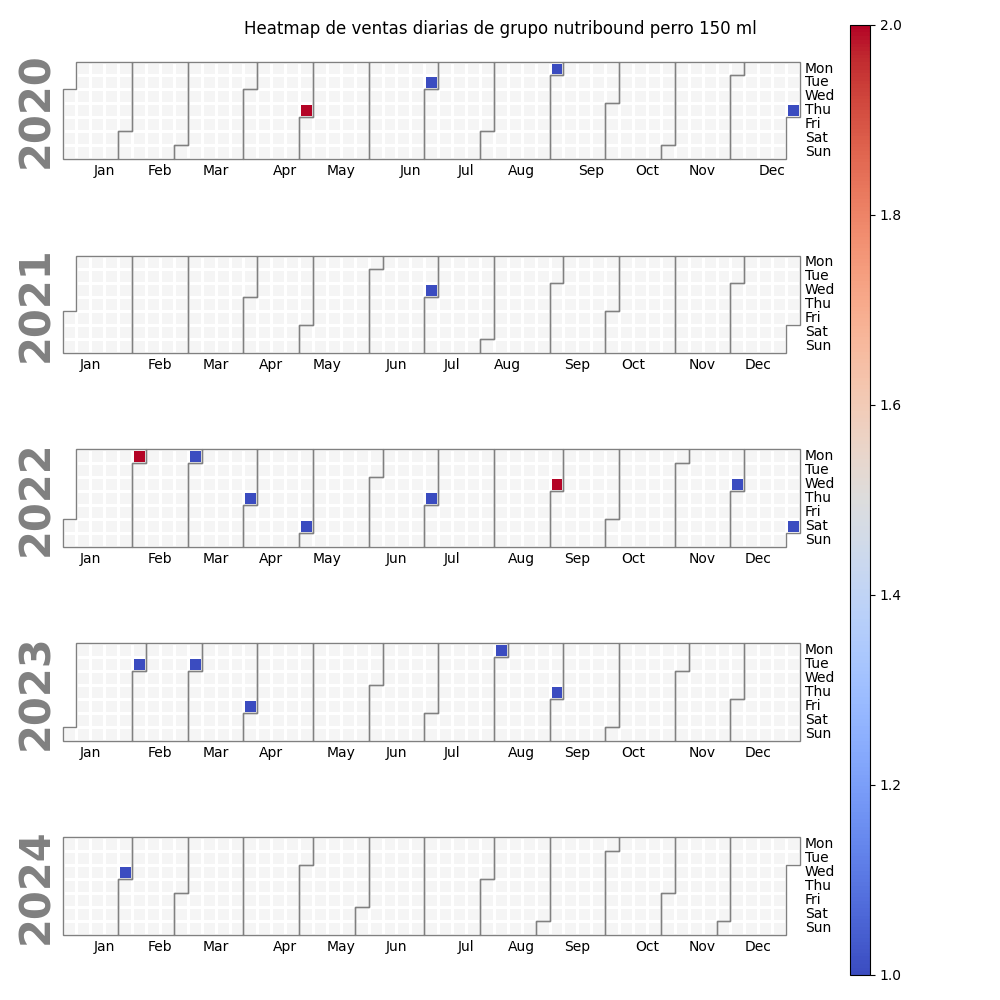 Heatmap de ventas diarias de grupo nutribound perro 150 ml
2020
Mon
Tue
Wed
Thu
Fri
Sat
Sun
Jan Feb Mar Apr May Jun Jul Aug Sep Oct Nov Dec
2021
Mon
Tue
Wed
Thu
Fri
Sat
Sun
Jan Feb Mar Apr May Jun Jul Aug Sep Oct Nov Dec
2022
Mon
Tue
Wed
Thu
Fri
Sat
Sun
Jan Feb Mar Apr May Jun Jul Aug Sep Oct Nov Dec
2023
Mon
Tue
Wed
Thu
Fri
Sat
Sun
Jan Feb Mar Apr May Jun Jul Aug Sep Oct Nov Dec
2024
Mon
Tue
Wed
Thu
Fri
Sat
Sun
Jan Feb Mar Apr May Jun Jul Aug Sep Oct Nov Dec
2.0
1.8
1.6
1.4
1.2
1.0